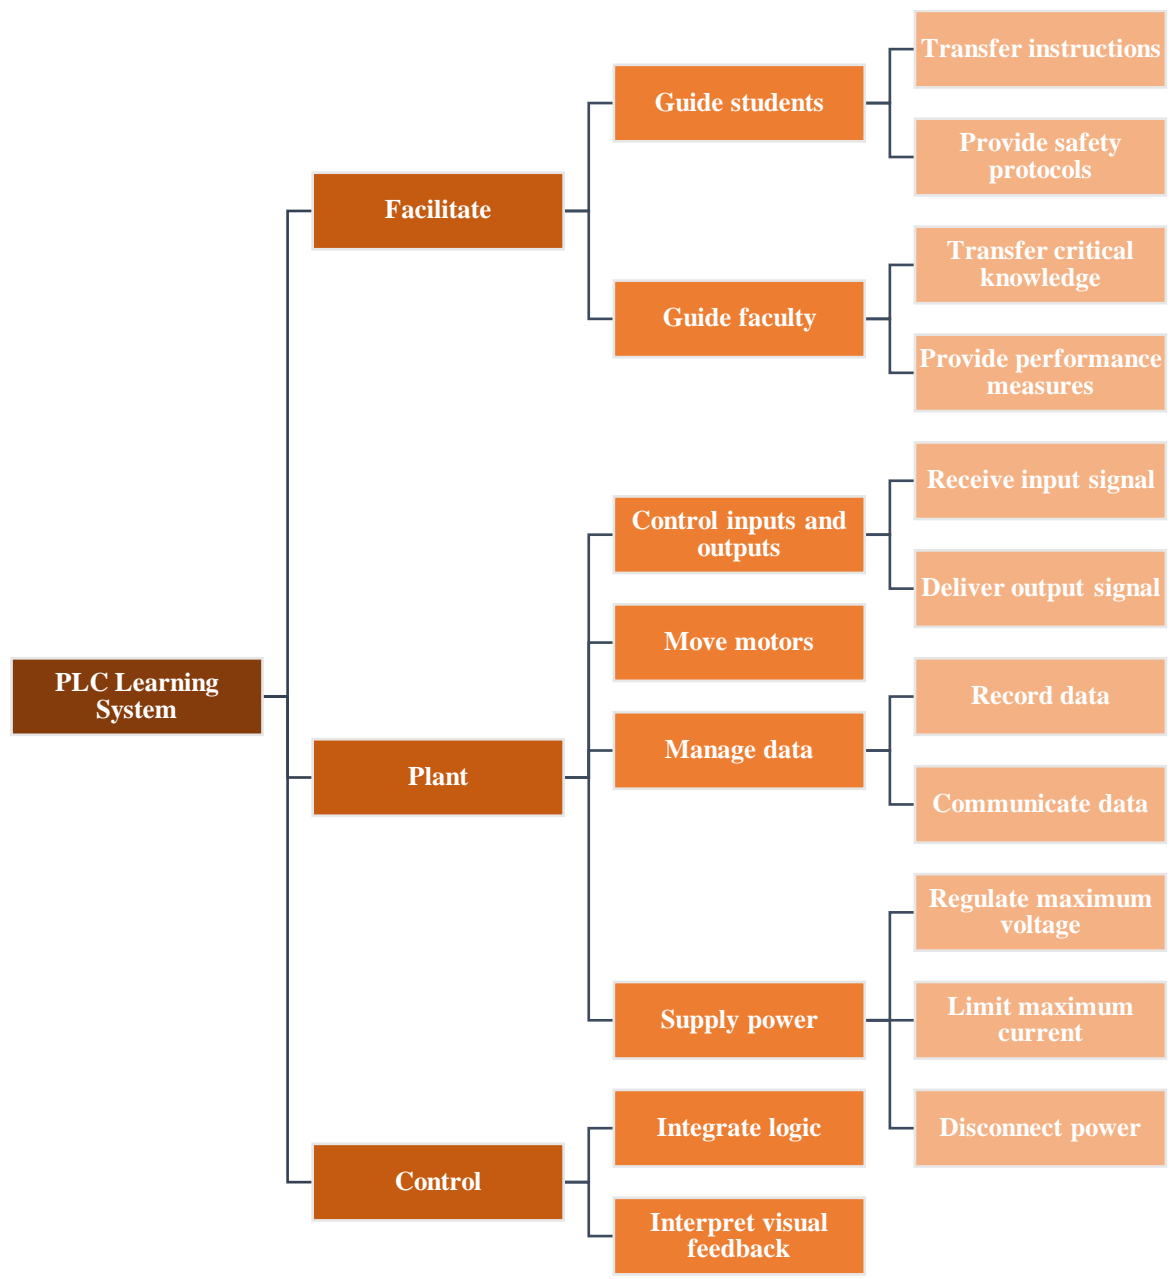 Transfer instructions
Guide students
Provide safety
protocols
Facilitate
Transfer critical
knowledge
Guide faculty
Provide performance
measures
Receive input signal
Control inputs and
outputs
Deliver output signal
Move motors
PLC Learning
System
Record data
Manage data
Plant
Communicate data
Regulate maximum
voltage
Supply power
Limit maximum
current
Integrate logic
Disconnect power
Control
Interpret visual
feedback